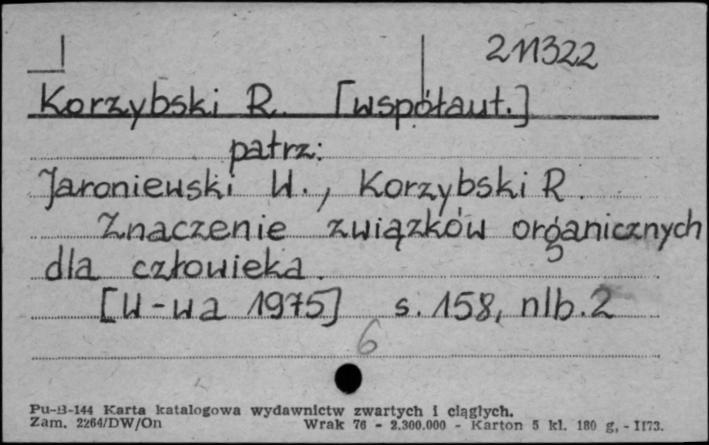 211322
Korzybski R. [współaut.]
patrz:
Jaroniewski W., Korzybski R.
Znaczenie związków organicznych
dla człowieka.
[W-wa 1975] s. 158, nlb. 2
6
Pu-B-144 Karta katalogowa wydawnictw zwartych i ciągłych.
Zam. 2264/DW/On Wrak 76 - 2.300.000 - Karton 5 kl. 180 g, - II73.